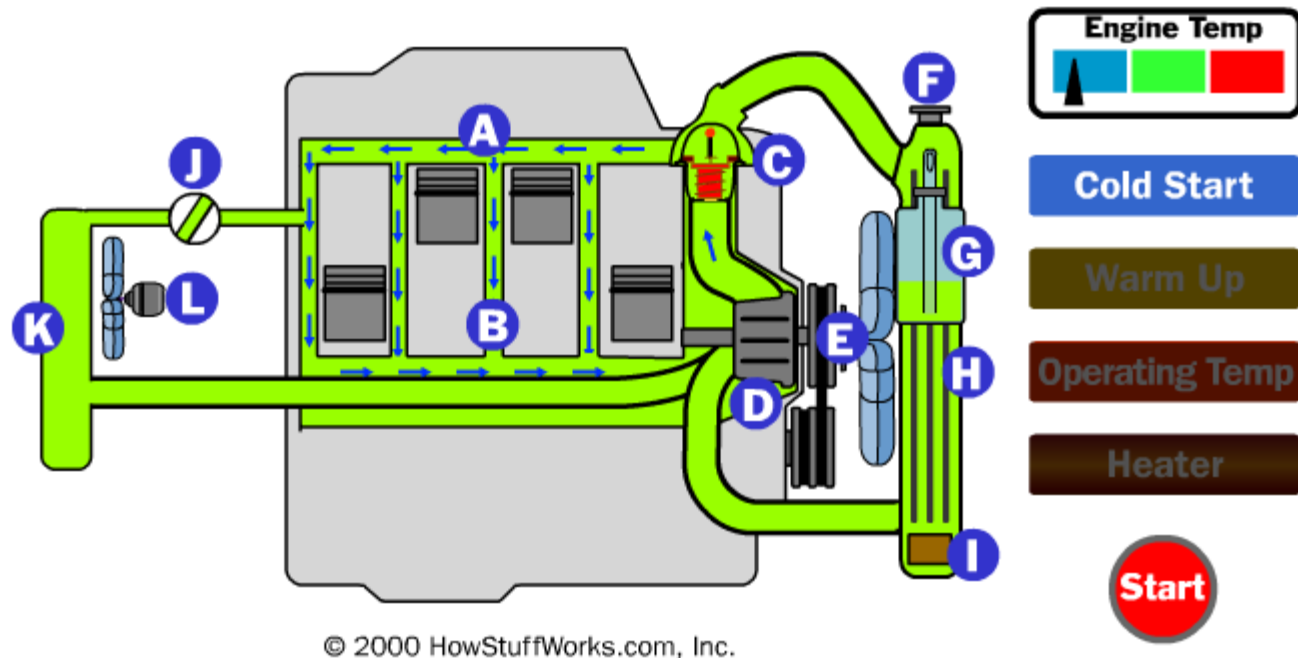 Engine Temp
F
A
J
C
Cold Start
G
Warm Up
L
B
K
E
H
Operating Temp
D
Heater
I
Start
© 2000 HowStuffWorks.com, Inc.